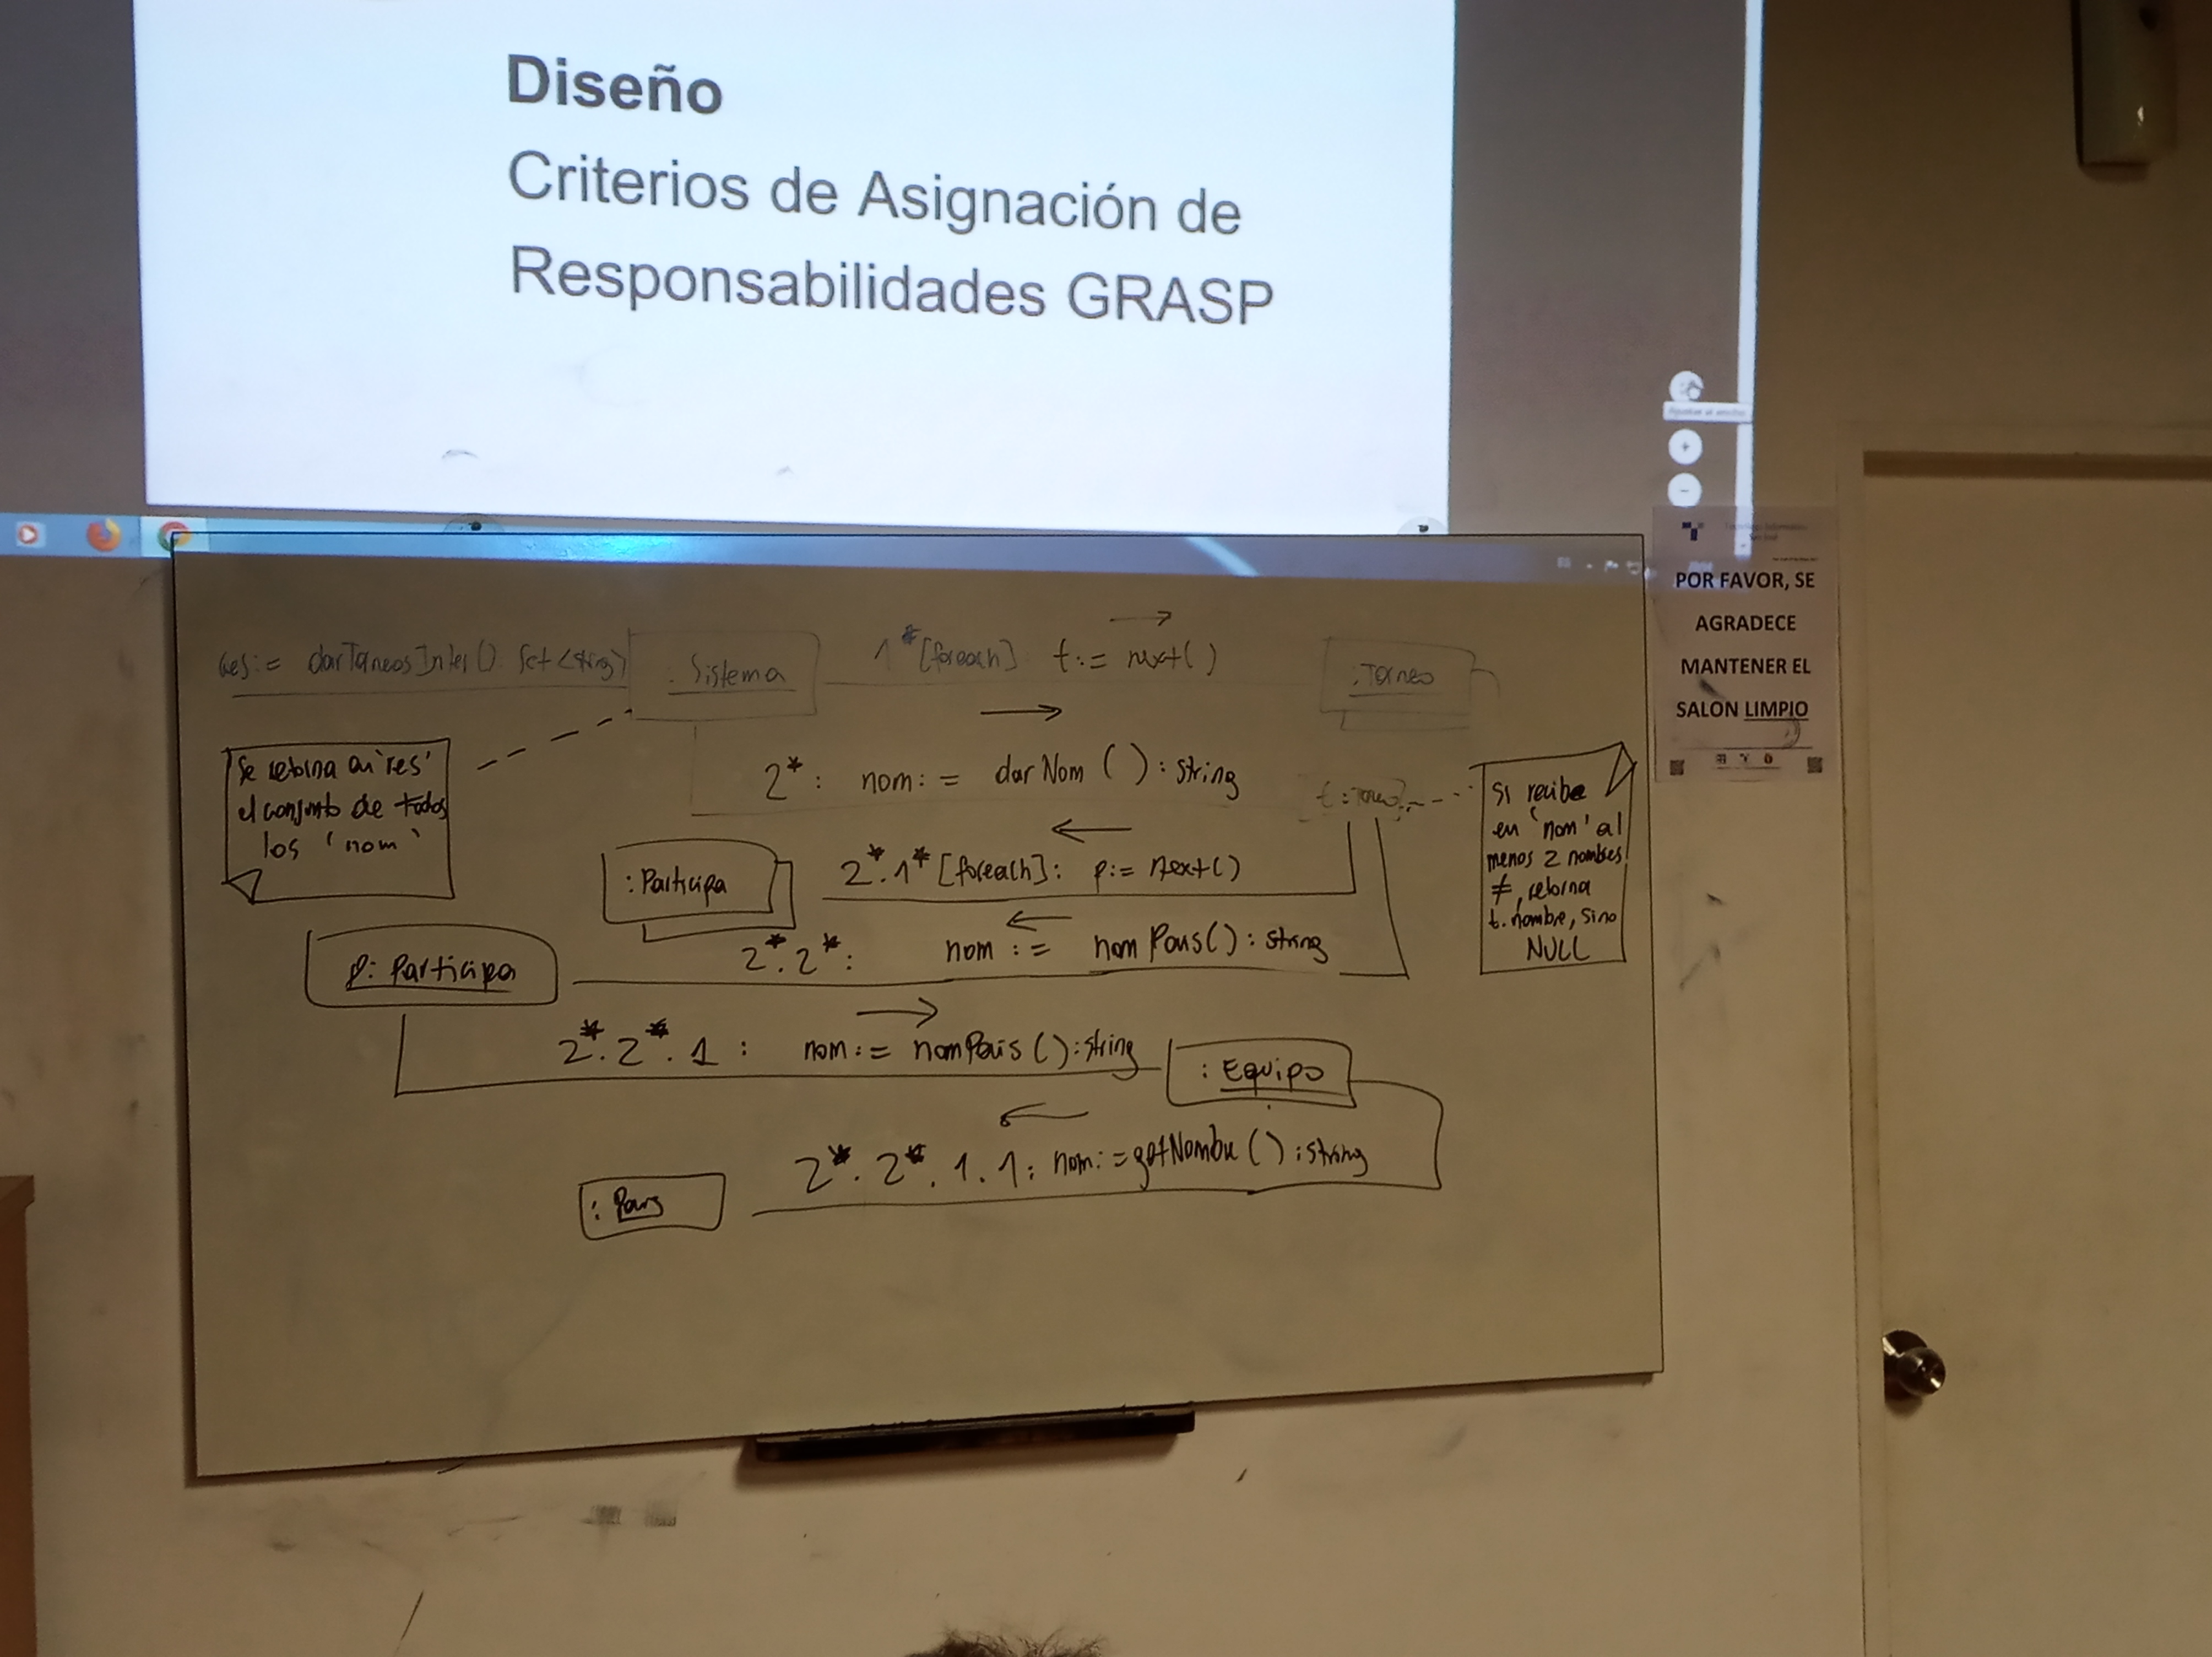 Diseño
Criterios de Asignación de
Responsabilidades GRASP
POR FAVOR, SE
AGRADECE
MANTENER EL
SALON LIMPIO
res:= darTorneosInter() Set<string>
: Sistema
1*[foreach] t:= next()
:Torneo
2*: nom:= darNom ( ) : string
t:Torneo
Se retorna en 'res'
el conjunto de todos
los 'nom'
Si recibe
en 'nom' al
menos 2 nombres
≠, retorna
t.nombre, sino
NULL
:Participa
2*.1*[foreach]: p:= next()
p: Participa
2*.2*: nom := nomPais() : string
2*.2*.1 : nom:= nomPais():string
: Equipo
2*.2*.1.1: nom:=getNombre():string
: Pais